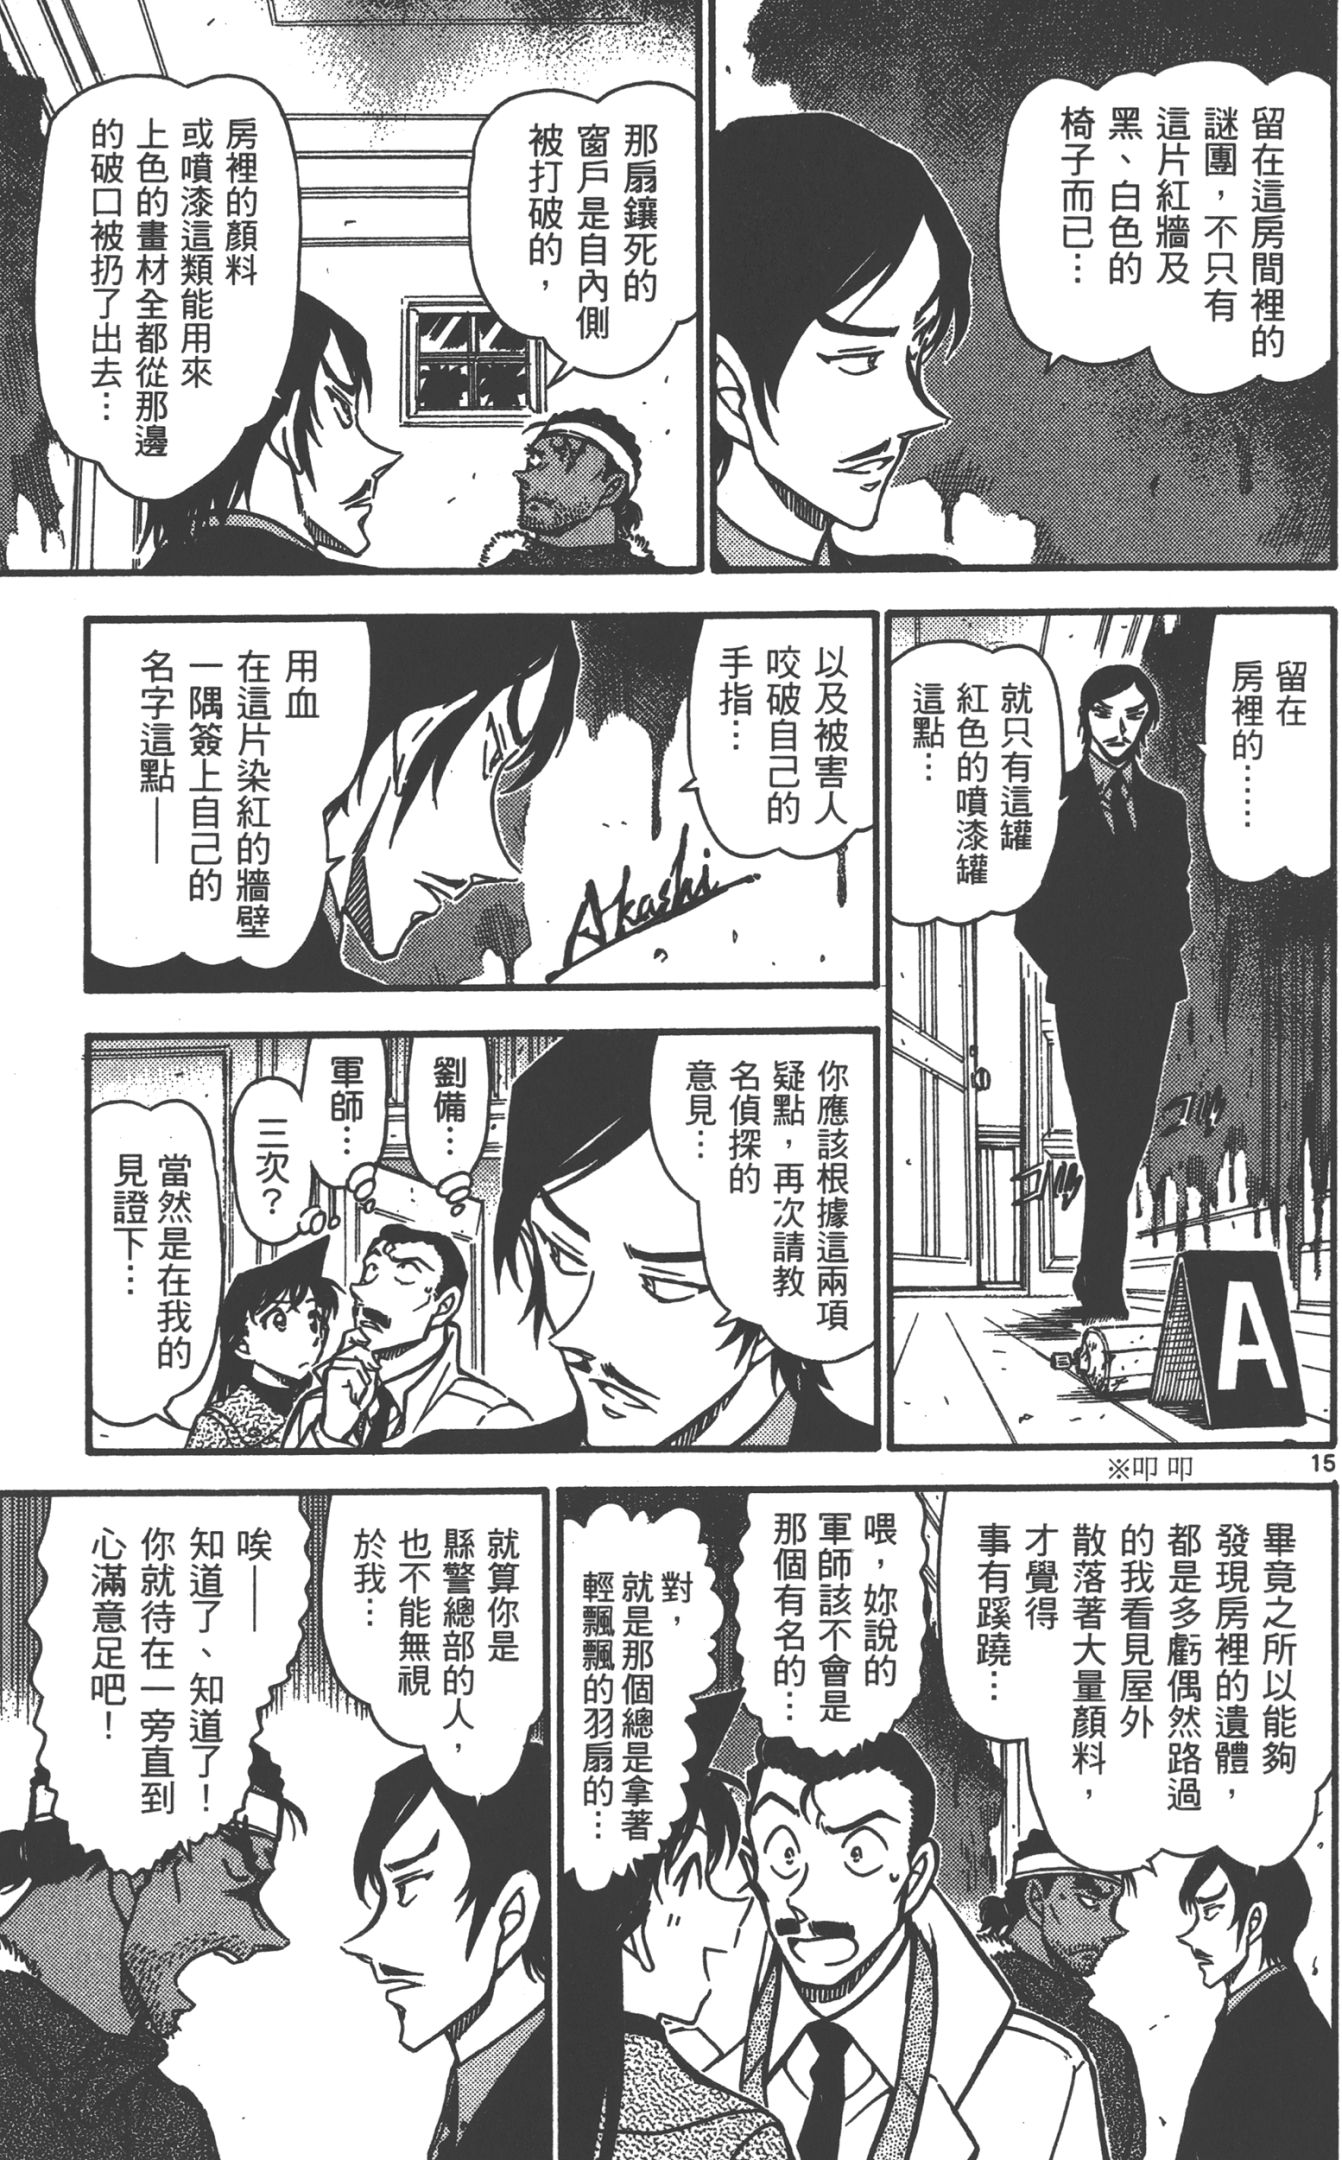 留在這房間裡的
謎團，不只有
這片紅牆及
黑、白色的
椅子而已…
那扇鑲死的
窗戶是自內側
被打破的，
房裡的顏料
或噴漆這類能用來
上色的畫材全都從那邊
的破口被扔了出去…
留在
房裡的……
就只有這罐
紅色的噴漆罐
這點…
コツ
コツ
A
※叩 叩
以及被害人
咬破自己的
手指…
Akashi
用血
在這片染紅的牆壁
一隅簽上自己的
名字這點——
你應該根據這兩項
疑點，再次請教
名偵探的
意見…
劉備…
軍師…
三次？
當然是在我的
見證下…
15
畢竟之所以能夠
發現房裡的遺體，
都是多虧偶然路過
的我看見屋外
散落著大量顏料，
才覺得
事有蹊蹺…
喂，妳說的
軍師該不會是
那個有名的…
對，
就是那個總是拿著
輕飄飄的羽扇的…
就算你是
縣警總部的人，
也不能無視
於我…
唉——
知道了、知道了！
你就待在一旁直到
心滿意足吧！